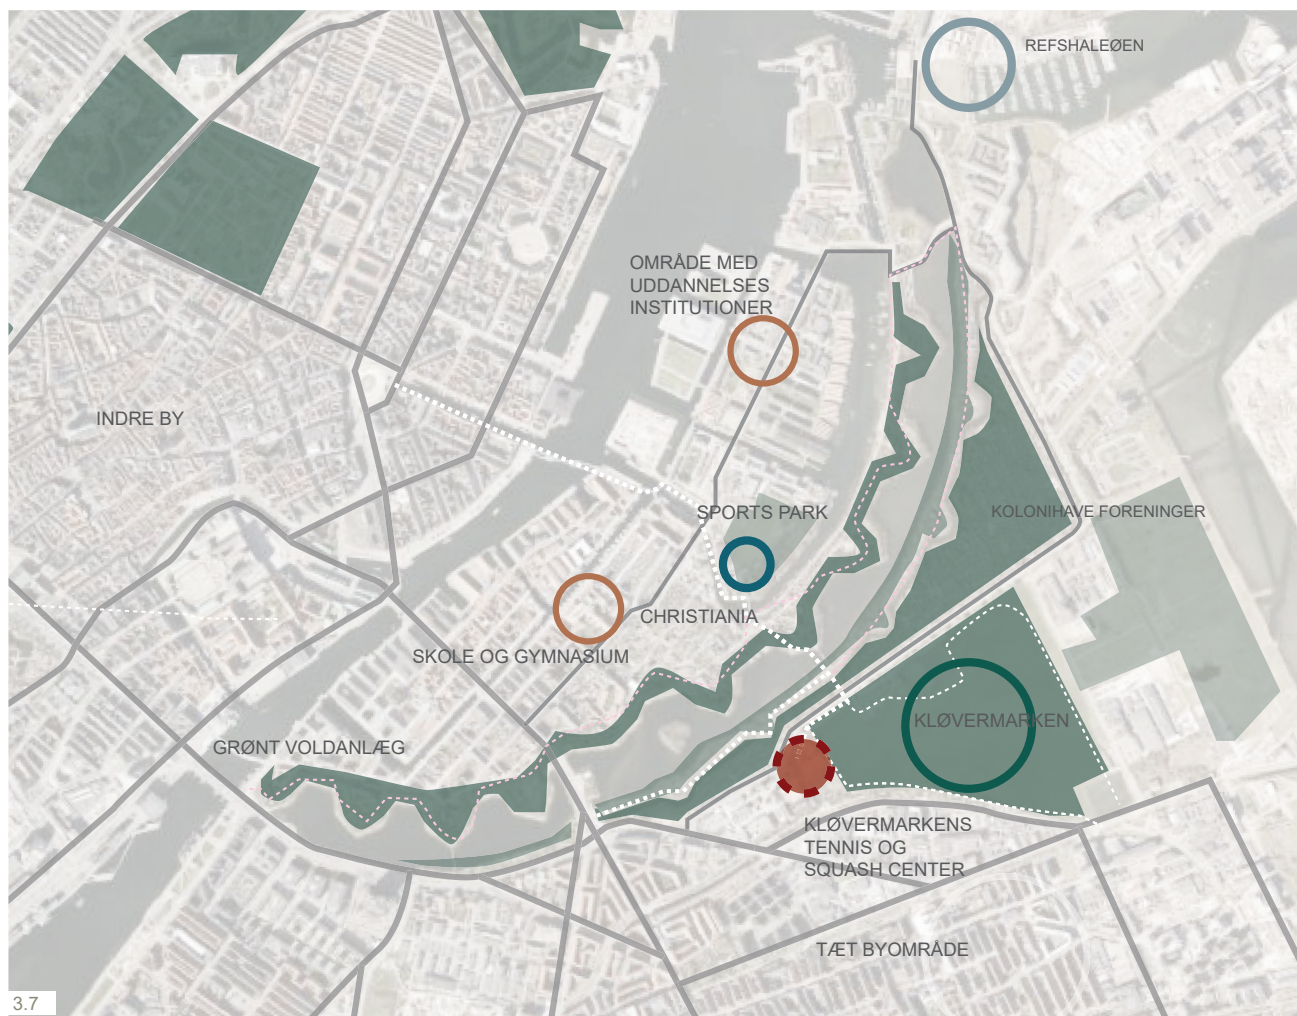 REFSHALEØEN
OMRÅDE MED
UDDANNELSES
INSTITUTIONER
INDRE BY
SPORTS PARK
KOLONIHAVE FORENINGER
CHRISTIANIA
SKOLE OG GYMNASIUM
KLØVERMARKEN
GRØNT VOLDANLÆG
KLØVERMARKENS
TENNIS OG
SQUASH CENTER
TÆT BYOMRÅDE
3.7